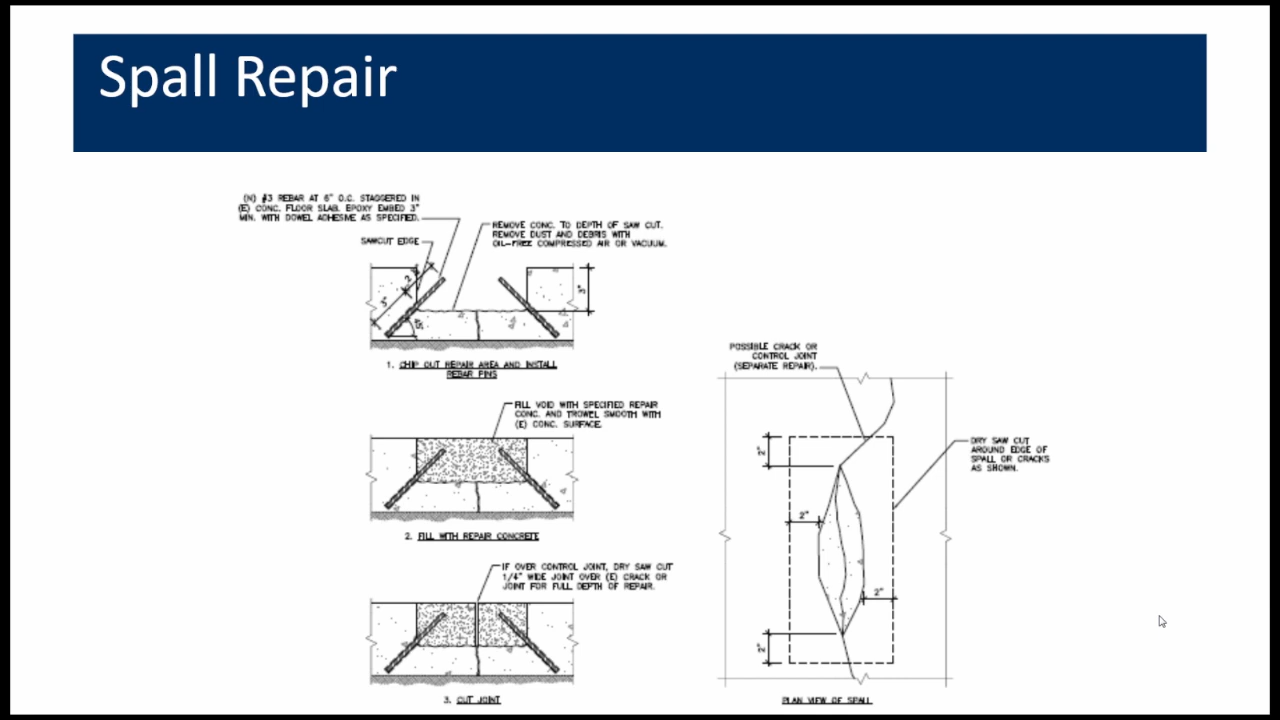 Spall Repair
(N) #3 REBAR AT 6" O.C. STAGGERED IN
(E) CONC. FLOOR SLAB. EPOXY EMBED 3"
MIN. WITH DOWEL ADHESIVE AS SPECIFIED.
SAWCUT EDGE
REMOVE CONC. TO DEPTH OF SAW CUT.
REMOVE DUST AND DEBRIS WITH
OIL-FREE COMPRESSED AIR OR VACUUM.
2
3"
3"
1. CHIP OUT REPAIR AREA AND INSTALL
REBAR PINS
FILL VOID WITH SPECIFIED REPAIR
CONC. AND TROWEL SMOOTH WITH
(E) CONC. SURFACE.
2. FILL WITH REPAIR CONCRETE
IF OVER CONTROL JOINT, DRY SAW CUT
1/4" WIDE JOINT OVER (E) CRACK OR
JOINT FOR FULL DEPTH OF REPAIR.
3. CUT JOINT
POSSIBLE CRACK OR
CONTROL JOINT
(SEPARATE REPAIR).
2"
DRY SAW CUT
AROUND EDGE OF
SPALL OR CRACKS
AS SHOWN.
2"
2"
2"
PLAN VIEW OF SPALL